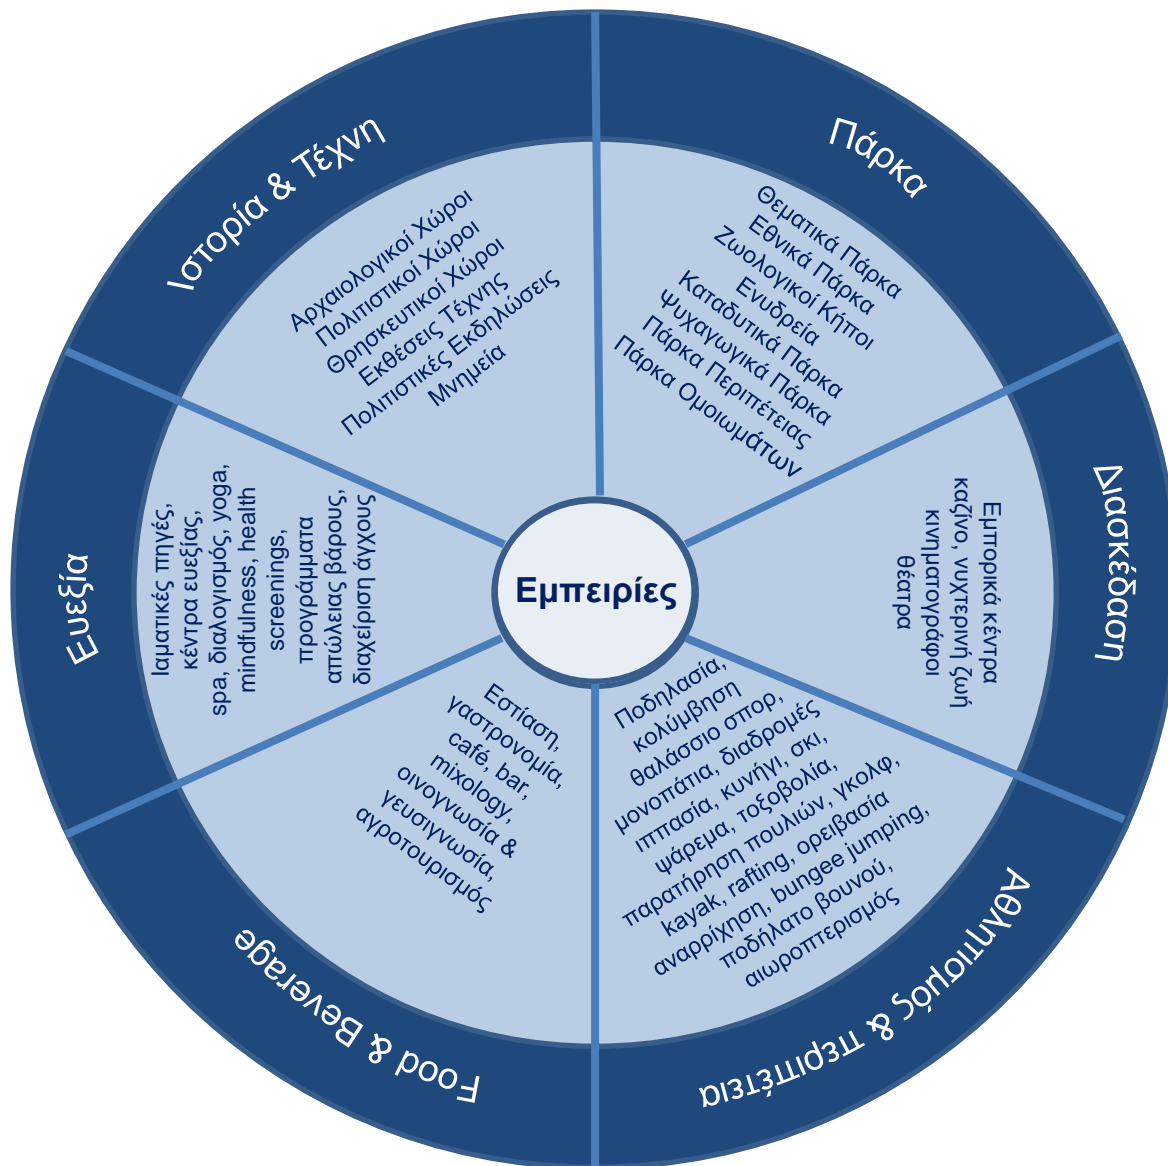 Εμπειρίες
Ιστορία & Τέχνη
Αρχαιολογικοί Χώροι
Πολιτιστικοί Χώροι
Θρησκευτικοί Χώροι
Εκθέσεις Τέχνης
Πολιτιστικές Εκδηλώσεις
Μνημεία
Πάρκα
Θεματικά Πάρκα
Εθνικά Πάρκα
Ζωολογικοί Κήποι
Ενυδρεία
Καταδυτικά Πάρκα
Ψυχαγωγικά Πάρκα
Πάρκα Περιπέτειας
Πάρκα Ομοιωμάτων
Διασκέδαση
Εμπορικά κέντρα
καζίνο, νυχτερινή ζωή
κινηματογράφοι
θέατρα
Αθλητισμός & περιπέτεια
Ποδηλασία,
κολύμβηση
θαλάσσιο σπορ,
μονοπάτια, διαδρομές
ιππασία, κυνήγι, σκι,
ψάρεμα, τοξοβολία,
παρατήρηση πουλιών, γκολφ,
kayak, rafting, ορειβασία
αναρρίχηση, bungee jumping,
ποδήλατο βουνού,
αιωροπτερισμός
Food & Beverage
Εστίαση,
γαστρονομία,
café, bar,
mixology,
οινογνωσία &
γευσιγνωσία,
αγροτουρισμός
Ευεξία
Ιαματικές πηγές,
κέντρα ευεξίας,
spa, διαλογισμός, yoga,
mindfulness, health
screenings,
προγράμματα
απώλειας βάρους,
διαχείριση άγχους